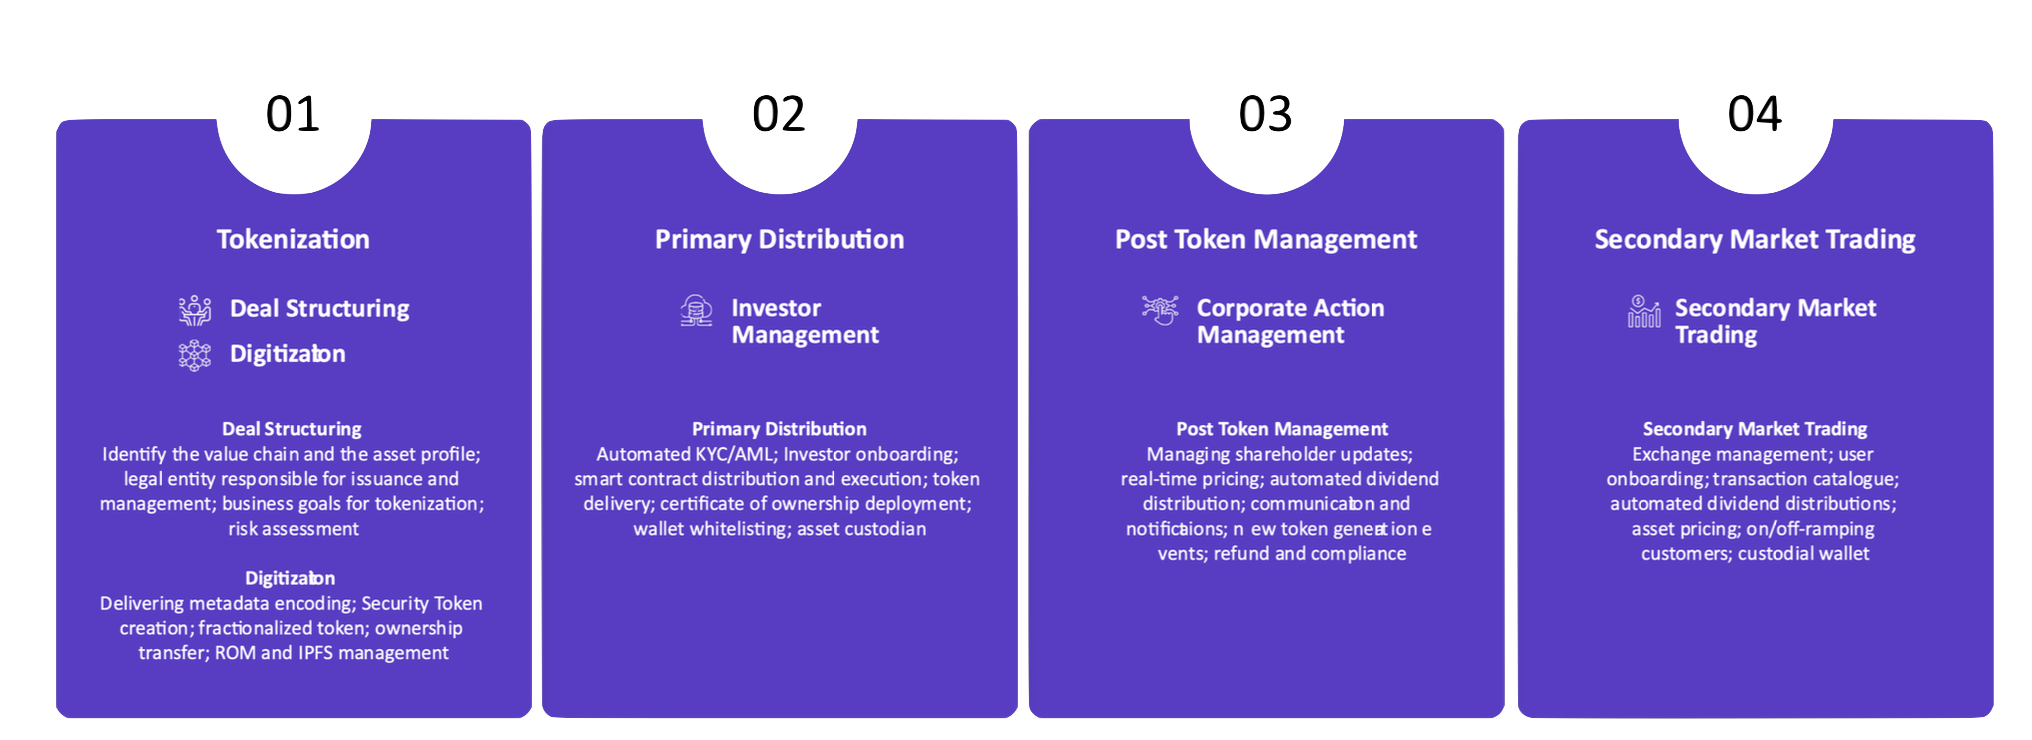 01
Tokenization
Deal Structuring
Digitization
Deal Structuring
Identify the value chain and the asset profile;
legal entity responsible for issuance and
management; business goals for tokenization;
risk assessment
Digitization
Delivering metadata encoding; Security Token
creation; fractionalized token; ownership
transfer; ROM and IPFS management
02
Primary Distribution
Investor
Management
Primary Distribution
Automated KYC/AML; Investor onboarding;
smart contract distribution and execution; token
delivery; certificate of ownership deployment;
wallet whitelisting; asset custodian
03
Post Token Management
Corporate Action
Management
Post Token Management
Managing shareholder updates;
real-time pricing; automated dividend
distribution; communication and
notifications; n ew token generation e
vents; refund and compliance
04
Secondary Market Trading
Secondary Market
Trading
Secondary Market Trading
Exchange management; user
onboarding; transaction catalogue;
automated dividend distributions;
asset pricing; on/off-ramping
customers; custodial wallet